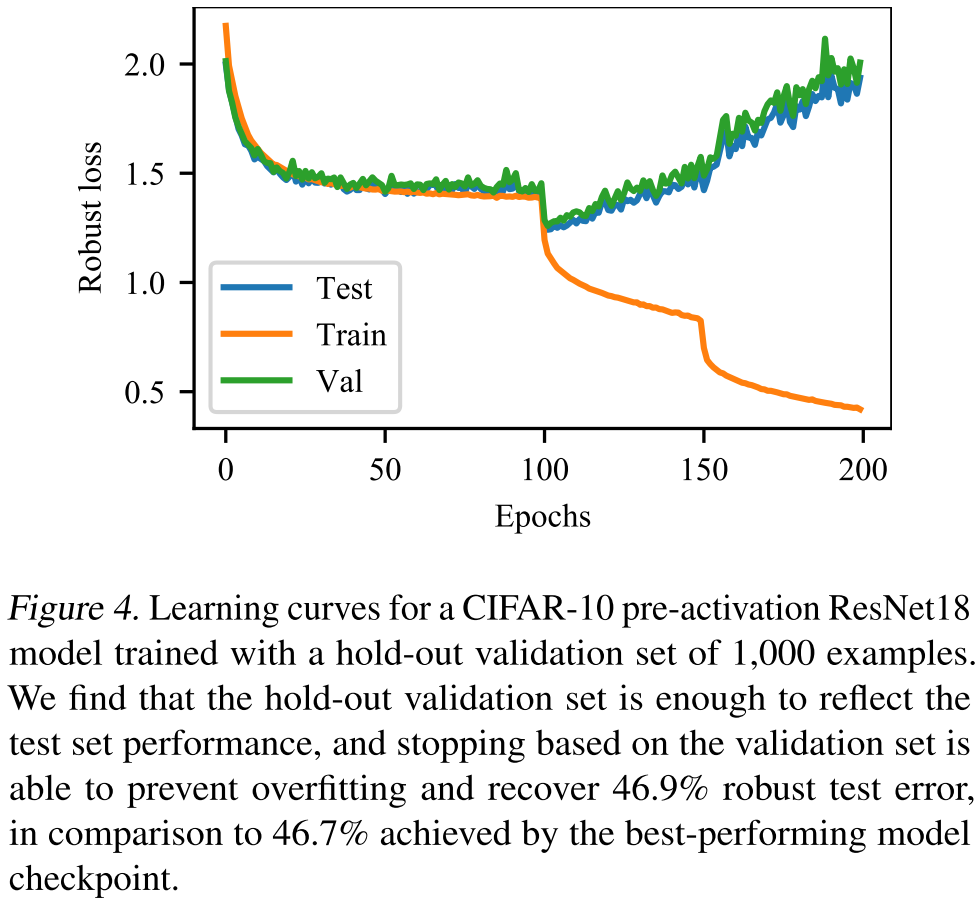 2.0
1.5
1.0
0.5
Robust loss
Test
Train
Val
0 50 100 150 200
Epochs
Figure 4. Learning curves for a CIFAR-10 pre-activation ResNet18
model trained with a hold-out validation set of 1,000 examples.
We find that the hold-out validation set is enough to reflect the
test set performance, and stopping based on the validation set is
able to prevent overfitting and recover 46.9% robust test error,
in comparison to 46.7% achieved by the best-performing model
checkpoint.